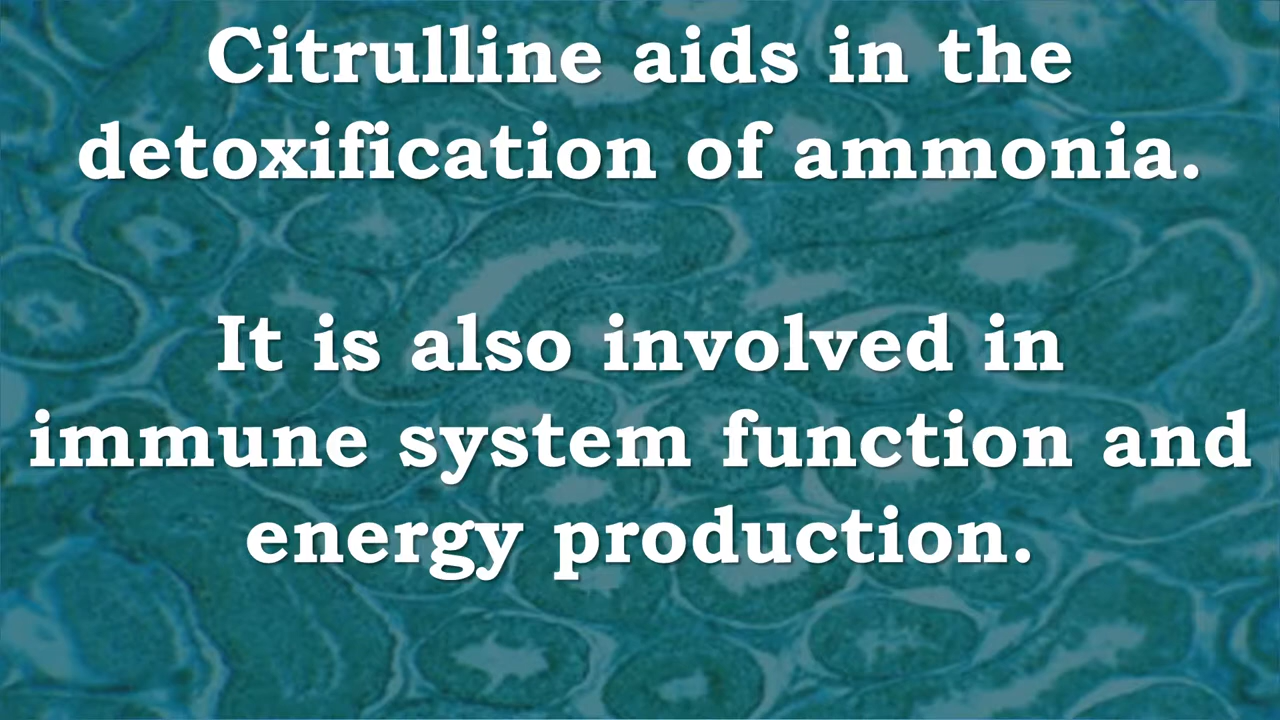 Citrulline aids in the
detoxification of ammonia.
It is also involved in
immune system function and
energy production.